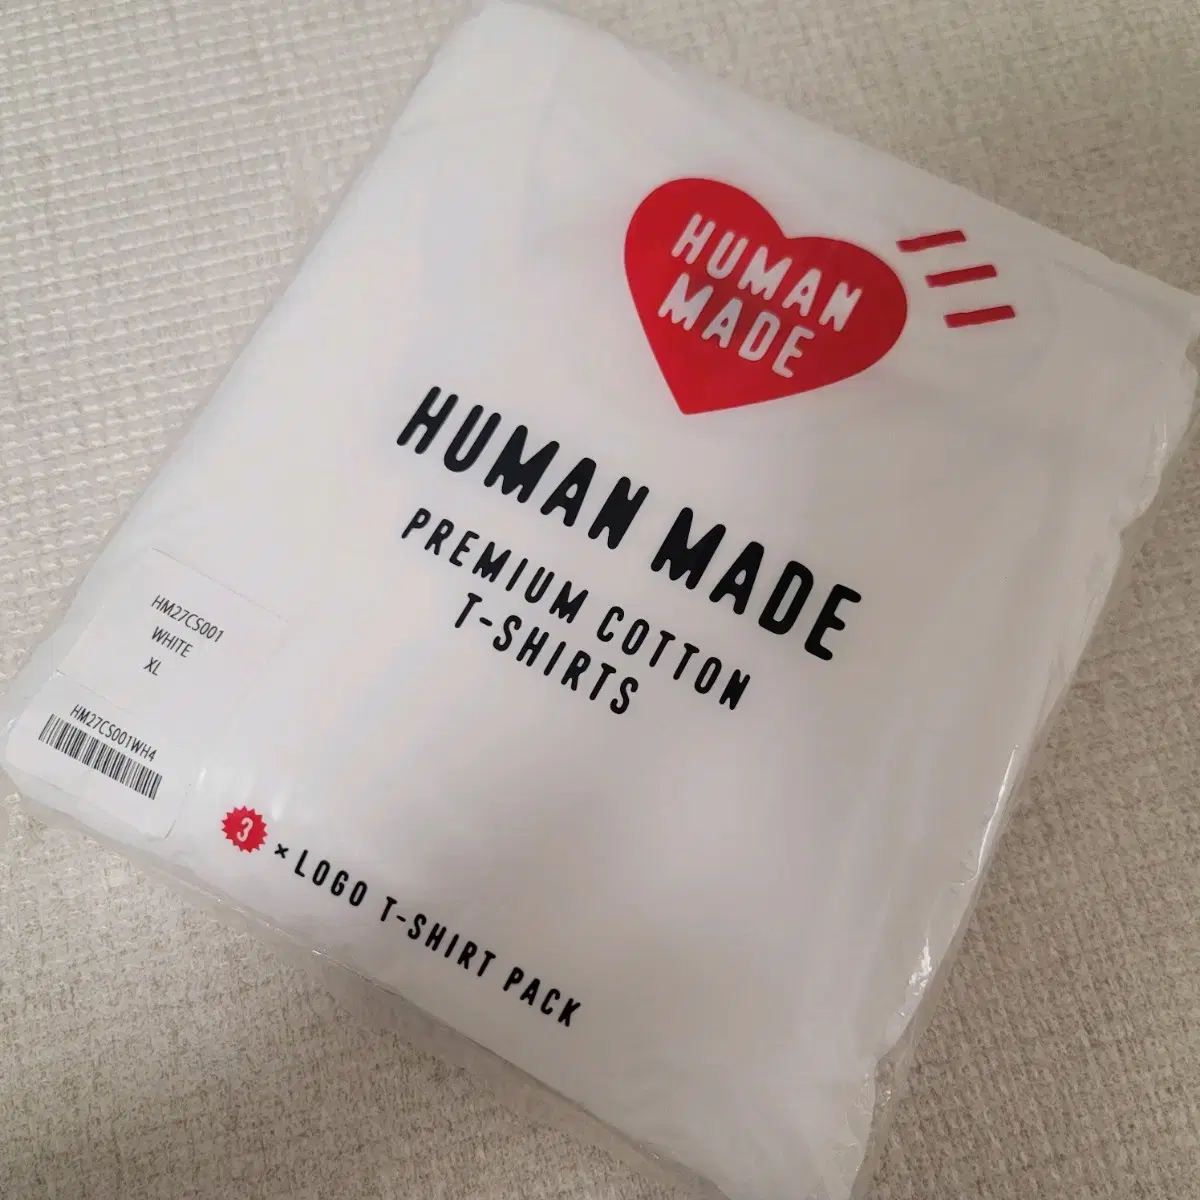 HUMAN
MADE
HUMAN MADE
PREMIUM COTTON
T-SHIRTS
HM27CS001
WHITE
XL
HM27CS001WH4
3 × LOGO T-SHIRT PACK